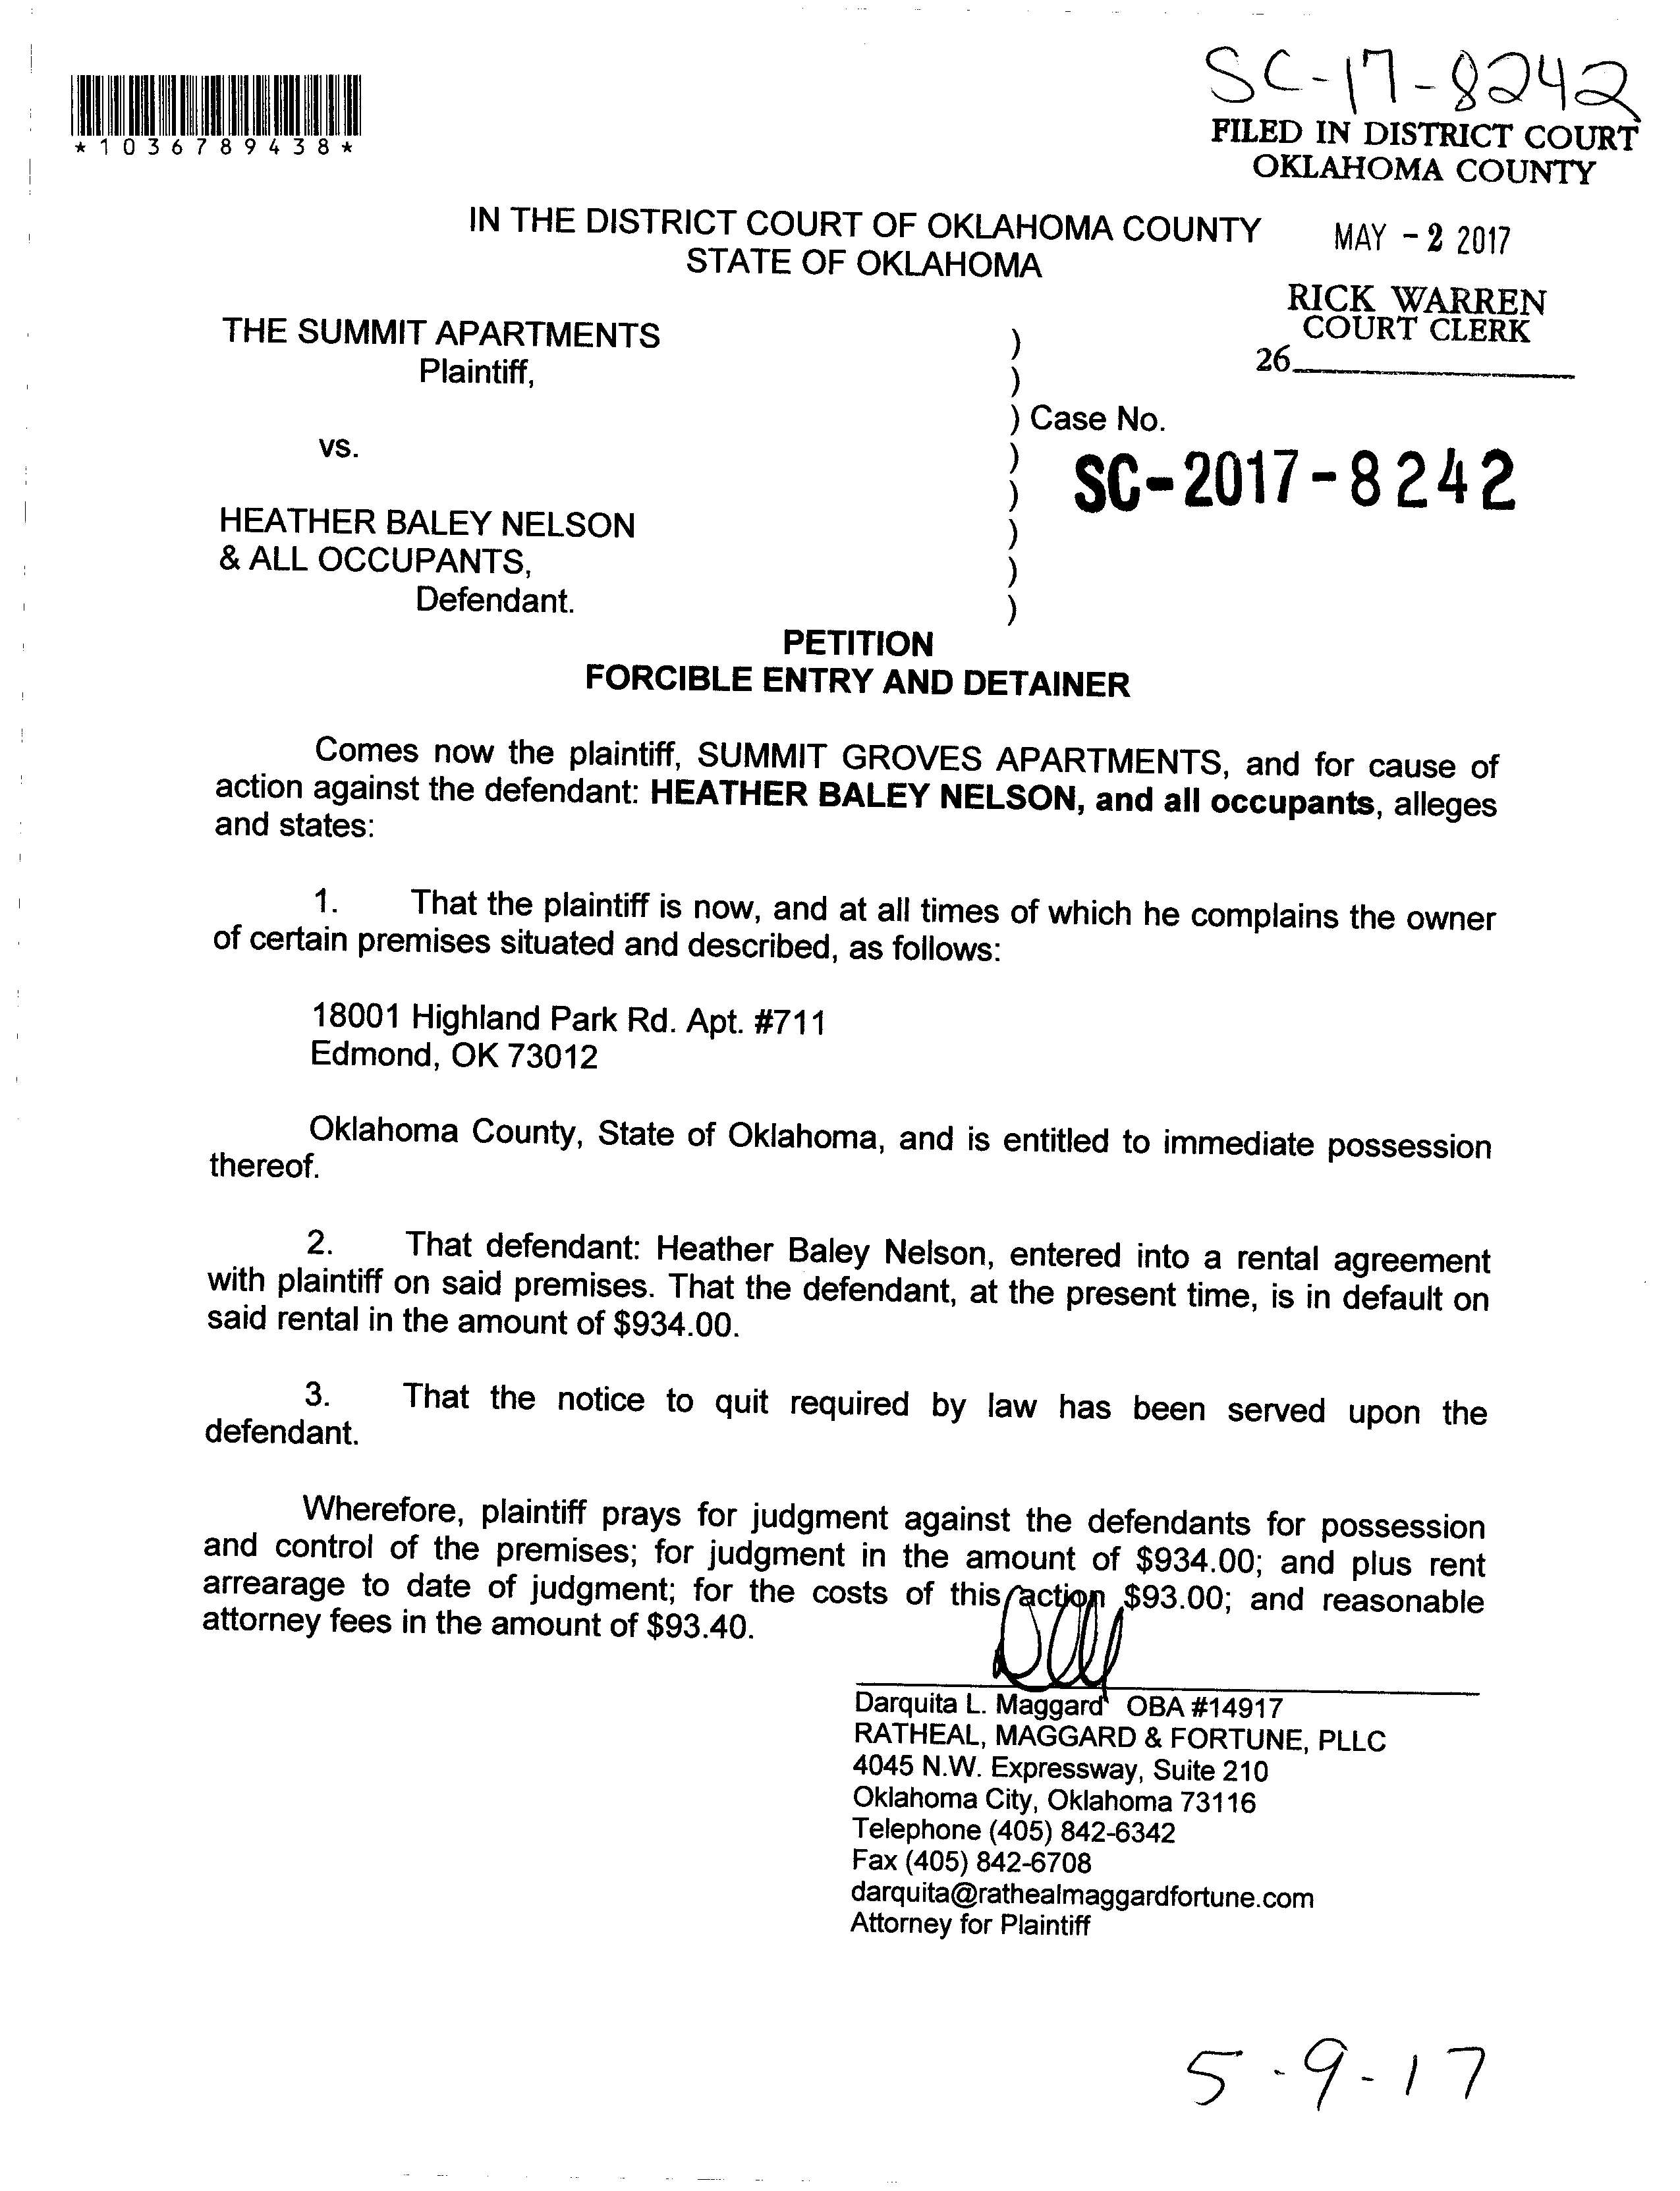 SC-17-8242
*1036789438*
FILED IN DISTRICT COURT
OKLAHOMA COUNTY
IN THE DISTRICT COURT OF OKLAHOMA COUNTY
STATE OF OKLAHOMA
MAY - 2 2017
RICK WARREN
COURT CLERK
26
THE SUMMIT APARTMENTS )
Plaintiff, )
) Case No.
vs. )
) SC-2017-8242
HEATHER BALEY NELSON )
& ALL OCCUPANTS, )
Defendant. )
PETITION
FORCIBLE ENTRY AND DETAINER
Comes now the plaintiff, SUMMIT GROVES APARTMENTS, and for cause of
action against the defendant: HEATHER BALEY NELSON, and all occupants, alleges
and states:
1. That the plaintiff is now, and at all times of which he complains the owner
of certain premises situated and described, as follows:
18001 Highland Park Rd. Apt. #711
Edmond, OK 73012
Oklahoma County, State of Oklahoma, and is entitled to immediate possession
thereof.
2. That defendant: Heather Baley Nelson, entered into a rental agreement
with plaintiff on said premises. That the defendant, at the present time, is in default on
said rental in the amount of $934.00.
3. That the notice to quit required by law has been served upon the
defendant.
Wherefore, plaintiff prays for judgment against the defendants for possession
and control of the premises; for judgment in the amount of $934.00; and plus rent
arrearage to date of judgment; for the costs of this action $93.00; and reasonable
attorney fees in the amount of $93.40.
Darquita L. Maggard OBA #14917
RATHEAL, MAGGARD & FORTUNE, PLLC
4045 N.W. Expressway, Suite 210
Oklahoma City, Oklahoma 73116
Telephone (405) 842-6342
Fax (405) 842-6708
darquita@rathealmaggardfortune.com
Attorney for Plaintiff
5-9-17